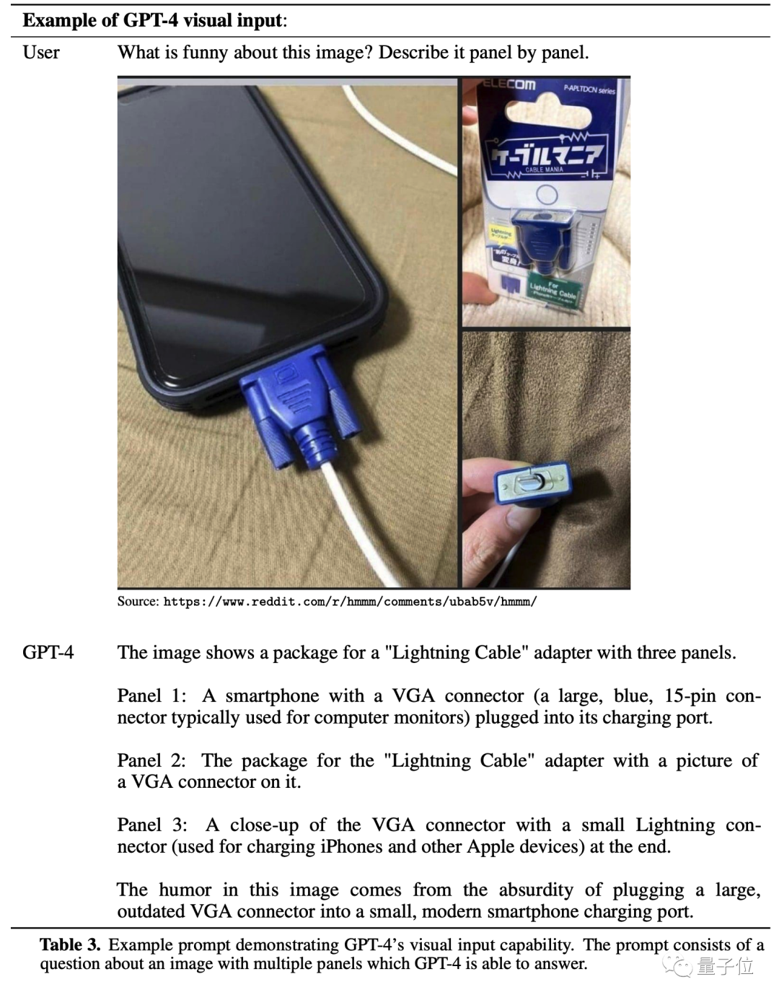 Example of GPT-4 visual input:
User
What is funny about this image? Describe it panel by panel.
ELECOM
P-APLTDCN series
ケーブルマニア
CABLE MANIA
Lightning
変身!
For
Lightning Cable
Source: https://www.reddit.com/r/hmmm/comments/ubab5v/hmmm/
GPT-4
The image shows a package for a "Lightning Cable" adapter with three panels.
Panel 1: A smartphone with a VGA connector (a large, blue, 15-pin con-
nector typically used for computer monitors) plugged into its charging port.
Panel 2: The package for the "Lightning Cable" adapter with a picture of
a VGA connector on it.
Panel 3: A close-up of the VGA connector with a small Lightning con-
nector (used for charging iPhones and other Apple devices) at the end.
The humor in this image comes from the absurdity of plugging a large,
outdated VGA connector into a small, modern smartphone charging port.
Table 3. Example prompt demonstrating GPT-4's visual input capability. The prompt consists of a
question about an image with multiple panels which GPT-4 is able to answer.
量子位